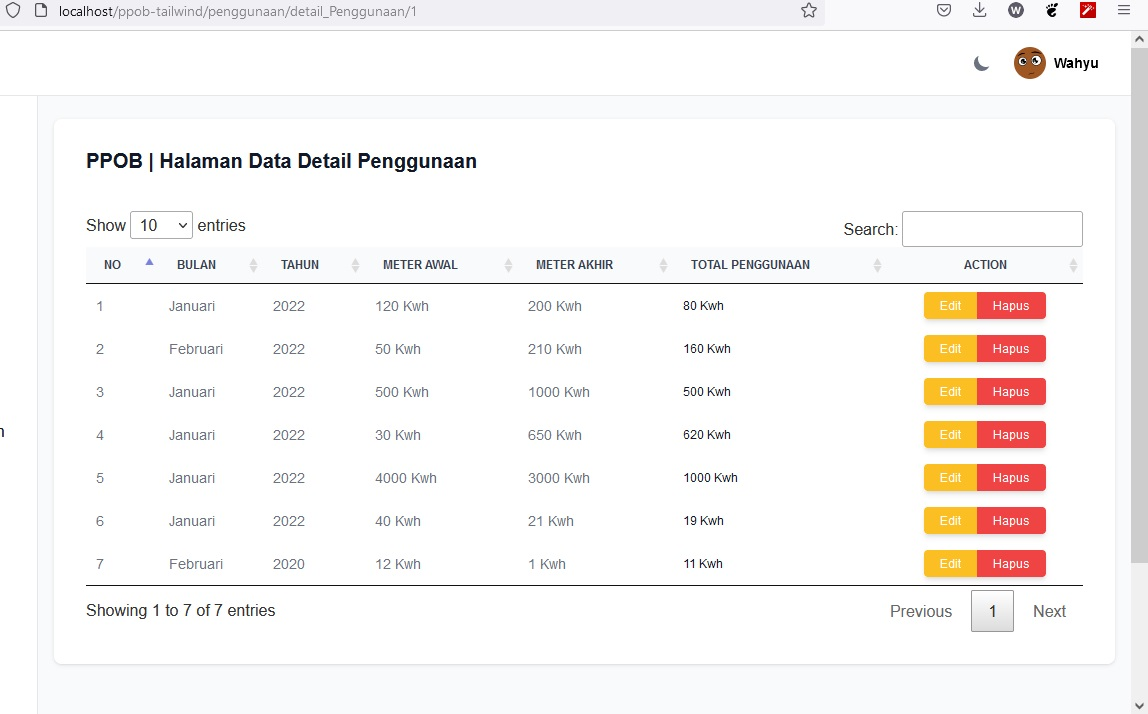 localhost/ppob-tailwind/penggunaan/detail_Penggunaan/1
W
Wahyu
PPOB | Halaman Data Detail Penggunaan
Show 10 entries
Search:
NO BULAN TAHUN METER AWAL METER AKHIR TOTAL PENGGUNAAN ACTION
1 Januari 2022 120 Kwh 200 Kwh 80 Kwh Edit Hapus
2 Februari 2022 50 Kwh 210 Kwh 160 Kwh Edit Hapus
3 Januari 2022 500 Kwh 1000 Kwh 500 Kwh Edit Hapus
4 Januari 2022 30 Kwh 650 Kwh 620 Kwh Edit Hapus
n
5 Januari 2022 4000 Kwh 3000 Kwh 1000 Kwh Edit Hapus
6 Januari 2022 40 Kwh 21 Kwh 19 Kwh Edit Hapus
7 Februari 2020 12 Kwh 1 Kwh 11 Kwh Edit Hapus
Showing 1 to 7 of 7 entries
Previous 1 Next